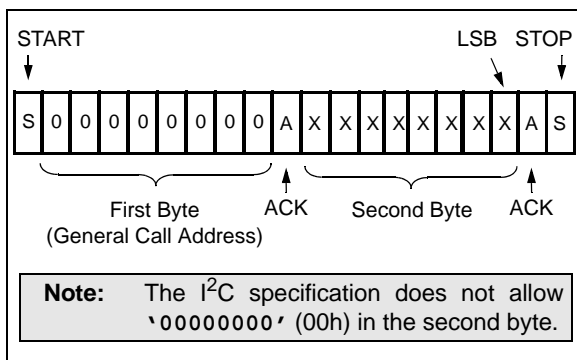 START LSB STOP
S 0 0 0 0 0 0 0 0 A X X X X X X X X A S
First Byte ACK Second Byte ACK
(General Call Address)
Note: The I²C specification does not allow
‘00000000’ (00h) in the second byte.